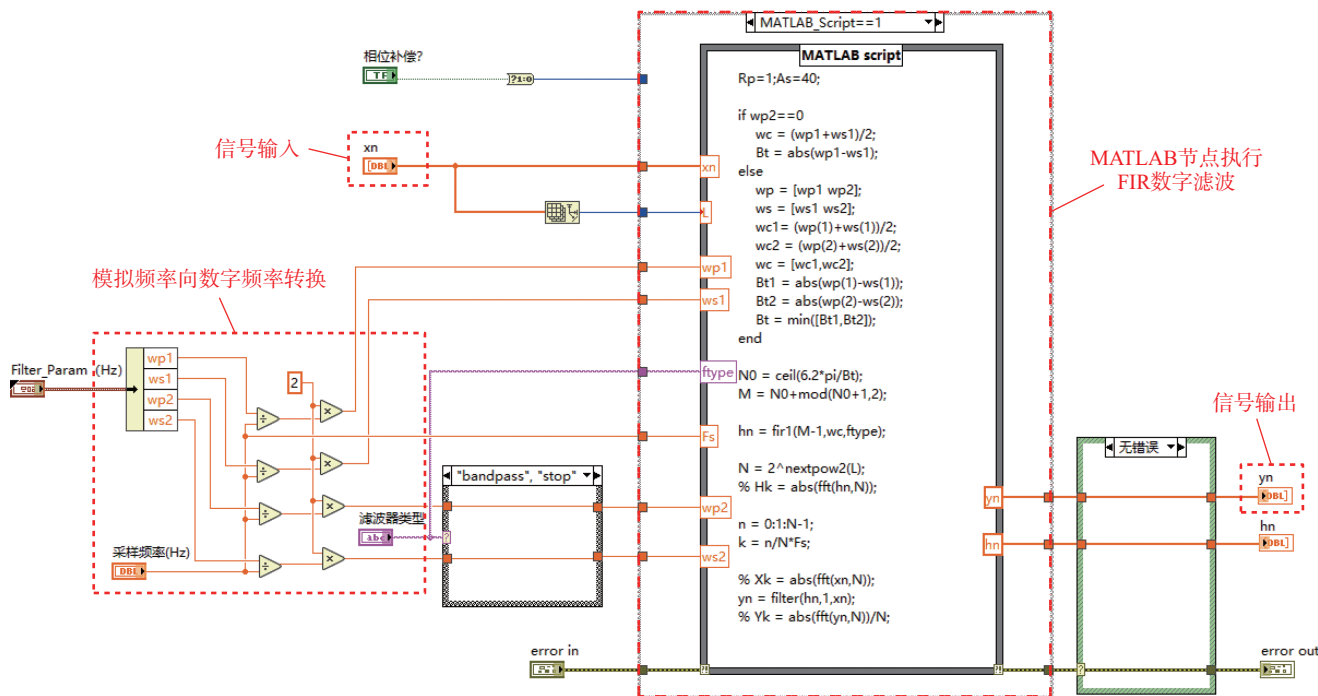 MATLAB_Script==1
相位补偿?
TF
?1:0
信号输入
xn
[DBL]
模拟频率向数字频率转换
Filter_Param (Hz)
wp1
ws1
wp2
ws2
2
÷
×
÷
×
÷
×
÷
×
采样频率(Hz)
DBL
"bandpass", "stop"
滤波器类型
abc
?
MATLAB script
xn
L
wp1
ws1
ftype
Fs
wp2
ws2
Rp=1;As=40;
if wp2==0
wc = (wp1+ws1)/2;
Bt = abs(wp1-ws1);
else
wp = [wp1 wp2];
ws = [ws1 ws2];
wc1= (wp(1)+ws(1))/2;
wc2 = (wp(2)+ws(2))/2;
wc = [wc1,wc2];
Bt1 = abs(wp(1)-ws(1));
Bt2 = abs(wp(2)-ws(2));
Bt = min([Bt1,Bt2]);
end
N0 = ceil(6.2*pi/Bt);
M = N0+mod(N0+1,2);
hn = fir1(M-1,wc,ftype);
N = 2^nextpow2(L);
% Hk = abs(fft(hn,N));
n = 0:1:N-1;
k = n/N*Fs;
% Xk = abs(fft(xn,N));
yn = filter(hn,1,xn);
% Yk = abs(fft(yn,N))/N;
yn
hn
MATLAB节点执行
FIR数字滤波
error in
?!
?!
无错误
?
信号输出
yn
DBL]
hn
DBL]
error out